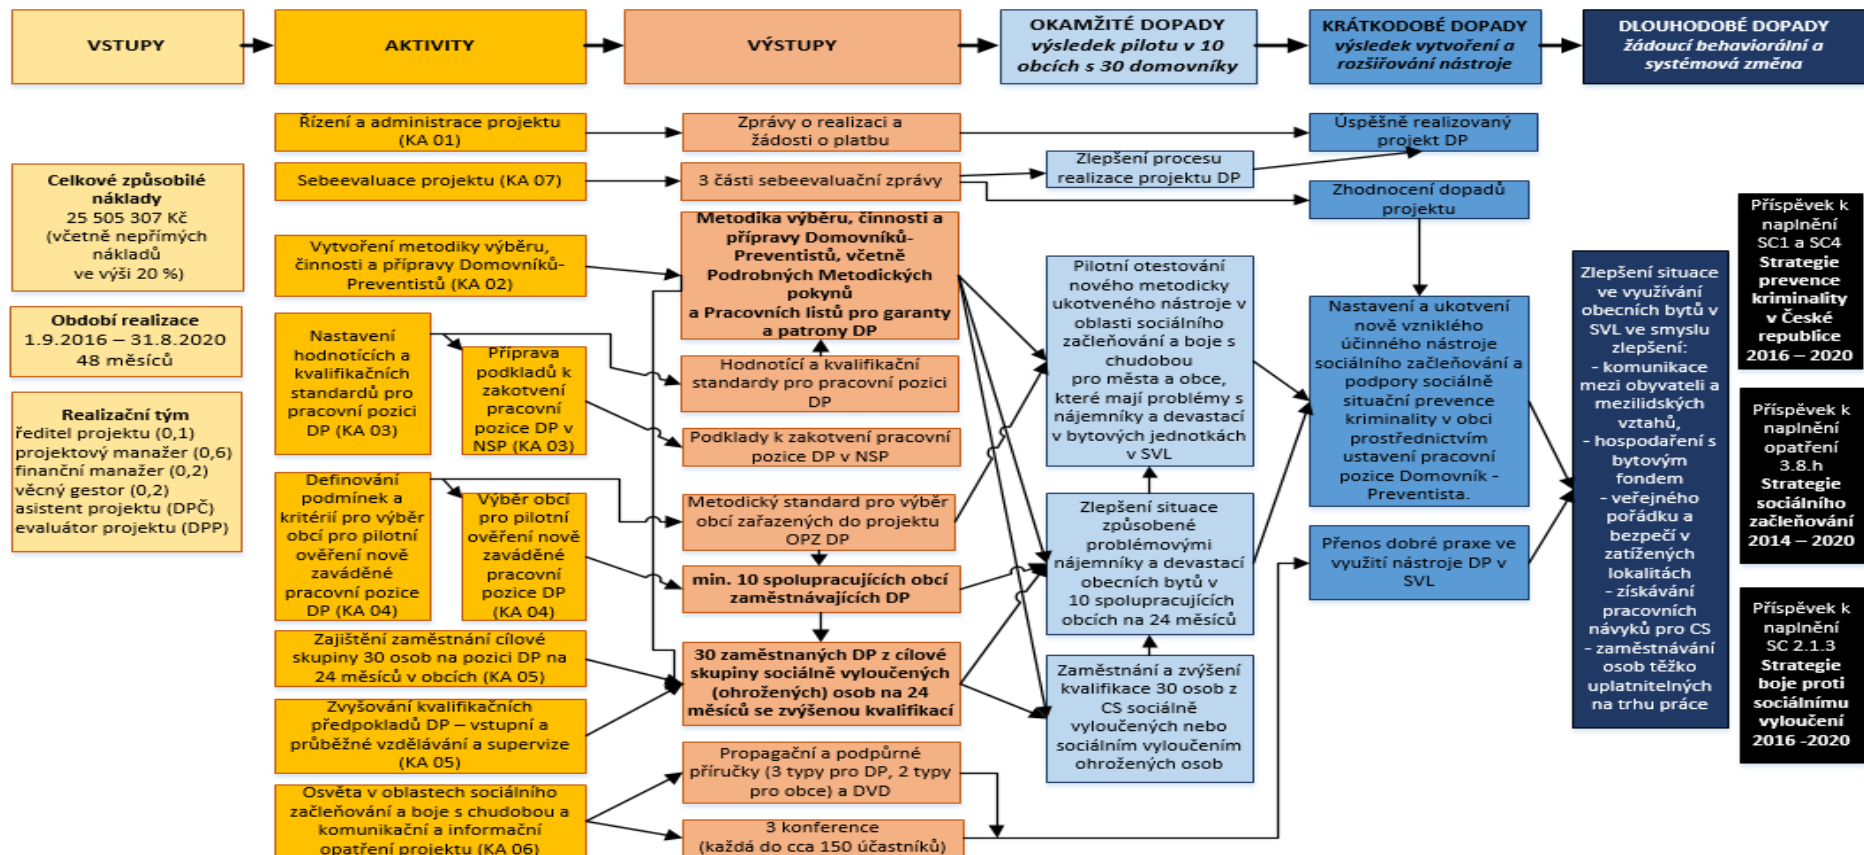 VSTUPY
AKTIVITY
VÝSTUPY
OKAMŽITÉ DOPADY
výsledek pilotu v 10
obcích s 30 domovníky
KRÁTKODOBÉ DOPADY
výsledek vytvoření a
rozšiřování nástroje
DLOUHODOBÉ DOPADY
žádoucí behaviorální a
systémová změna
Celkové způsobilé
náklady
25 505 307 Kč
(včetně nepřímých
nákladů
ve výši 20 %)
Období realizace
1.9.2016 – 31.8.2020
48 měsíců
Realizační tým
ředitel projektu (0,1)
projektový manažer (0,6)
finanční manažer (0,2)
věcný gestor (0,2)
asistent projektu (DPČ)
evaluátor projektu (DPP)
Řízení a administrace projektu
(KA 01)
Sebeevaluace projektu (KA 07)
Vytvoření metodiky výběru,
činnosti a přípravy Domovníků-
Preventistů (KA 02)
Nastavení
hodnotících a
kvalifikačních
standardů pro
pracovní pozici
DP (KA 03)
Příprava
podkladů k
zakotvení
pracovní
pozice DP v
NSP (KA 03)
Definování
podmínek a
kritérií pro výběr
obcí pro pilotní
ověření nově
zaváděné
pracovní pozice
DP (KA 04)
Výběr obcí
pro pilotní
ověření nově
zaváděné
pracovní
pozice DP
(KA 04)
Zajištění zaměstnání cílové
skupiny 30 osob na pozici DP na
24 měsíců v obcích (KA 05)
Zvyšování kvalifikačních
předpokladů DP – vstupní a
průběžné vzdělávání a supervize
(KA 05)
Osvěta v oblastech sociálního
začleňování a boje s chudobou a
komunikační a informační
opatření projektu (KA 06)
Zprávy o realizaci a
žádosti o platbu
3 části sebeevaluační zprávy
Metodika výběru, činnosti a
přípravy Domovníků-
Preventistů, včetně
Podrobných Metodických
pokynů
a Pracovních listů pro garanty
a patrony DP
Hodnotící a kvalifikační
standardy pro pracovní pozici
DP
Podklady k zakotvení pracovní
pozice DP v NSP
Metodický standard pro výběr
obcí zařazených do projektu
OPZ DP
min. 10 spolupracujících obcí
zaměstnávajících DP
30 zaměstnaných DP z cílové
skupiny sociálně vyloučených
(ohrožených) osob na 24
měsíců se zvýšenou kvalifikací
Propagační a podpůrné
příručky (3 typy pro DP, 2 typy
pro obce) a DVD
3 konference
(každá do cca 150 účastníků)
Zlepšení procesu
realizace projektu DP
Pilotní otestování
nového metodicky
ukotveného nástroje v
oblasti sociálního
začleňování a boje s
chudobou
pro města a obce,
které mají problémy s
nájemníky a devastací
v bytových jednotkách
v SVL
Zlepšení situace
způsobené
problémovými
nájemníky a devastací
obecních bytů v
10 spolupracujících
obcích na 24 měsíců
Zaměstnání a zvýšení
kvalifikace 30 osob z
CS sociálně
vyloučených nebo
sociálním vyloučením
ohrožených osob
Úspěšně realizovaný
projekt DP
Zhodnocení dopadů
projektu
Nastavení a ukotvení
nově vzniklého
účinného nástroje
sociálního začleňování a
podpory sociálně
situační prevence
kriminality v obci
prostřednictvím
ustavení pracovní
pozice Domovník -
Preventista.
Přenos dobré praxe ve
využití nástroje DP v
SVL
Zlepšení situace
ve využívání
obecních bytů v
SVL ve smyslu
zlepšení:
- komunikace
mezi obyvateli a
mezilidských
vztahů,
- hospodaření s
bytovým
fondem
- veřejného
pořádku a
bezpečí v
zatížených
lokalitách
- získávání
pracovních
návyků pro CS
- zaměstnávání
osob těžko
uplatnitelných
na trhu práce
Příspěvek k
naplnění
SC1 a SC4
Strategie
prevence
kriminality
v České
republice
2016 – 2020
Příspěvek k
naplnění
opatření
3.8.h
Strategie
sociálního
začleňování
2014 – 2020
Příspěvek k
naplnění
SC 2.1.3
Strategie
boje proti
sociálnímu
vyloučení
2016 -2020